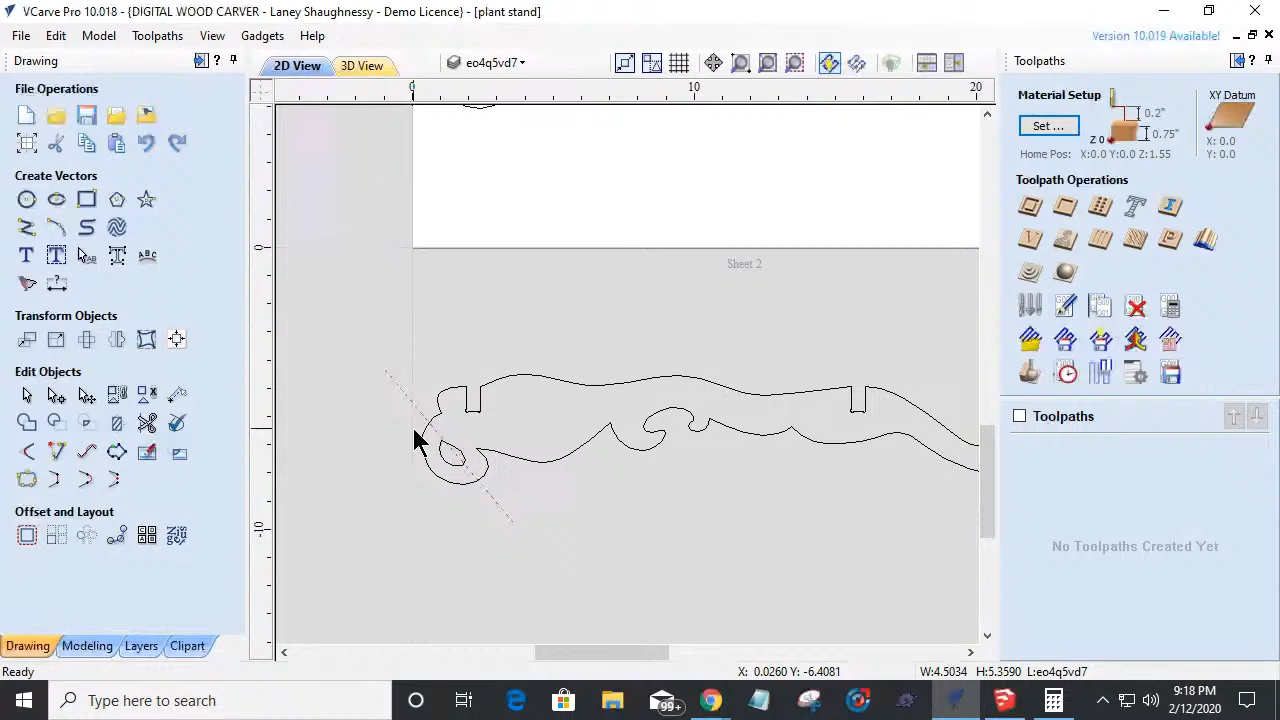 VCarve Pro 10.018 - {DIGITAL WOOD CARVER - Laney Shaughnessy - Demo Licence} - [plant stand]
File Edit Model Toolpaths View Gadgets Help
Version 10.019 Available!
Drawing
2D View 3D View
eo4q5vd7
Toolpaths
File Operations
Create Vectors
Transform Objects
Edit Objects
Offset and Layout
Drawing Modeling Layers Clipart
0 10 20
0
-10
Sheet 2
Material Setup
XY Datum
Set ...
0.2"
Z 0
0.75"
X: 0.0
Y: 0.0
Home Pos: X:0.0 Y:0.0 Z:1.55
Toolpath Operations
Toolpaths
No Toolpaths Created Yet
Ready
X: 0.0260 Y: -6.4081
W:4.5034 H:5.3590 L:eo4q5vd7
Type here to search
99+
9:18 PM
2/12/2020